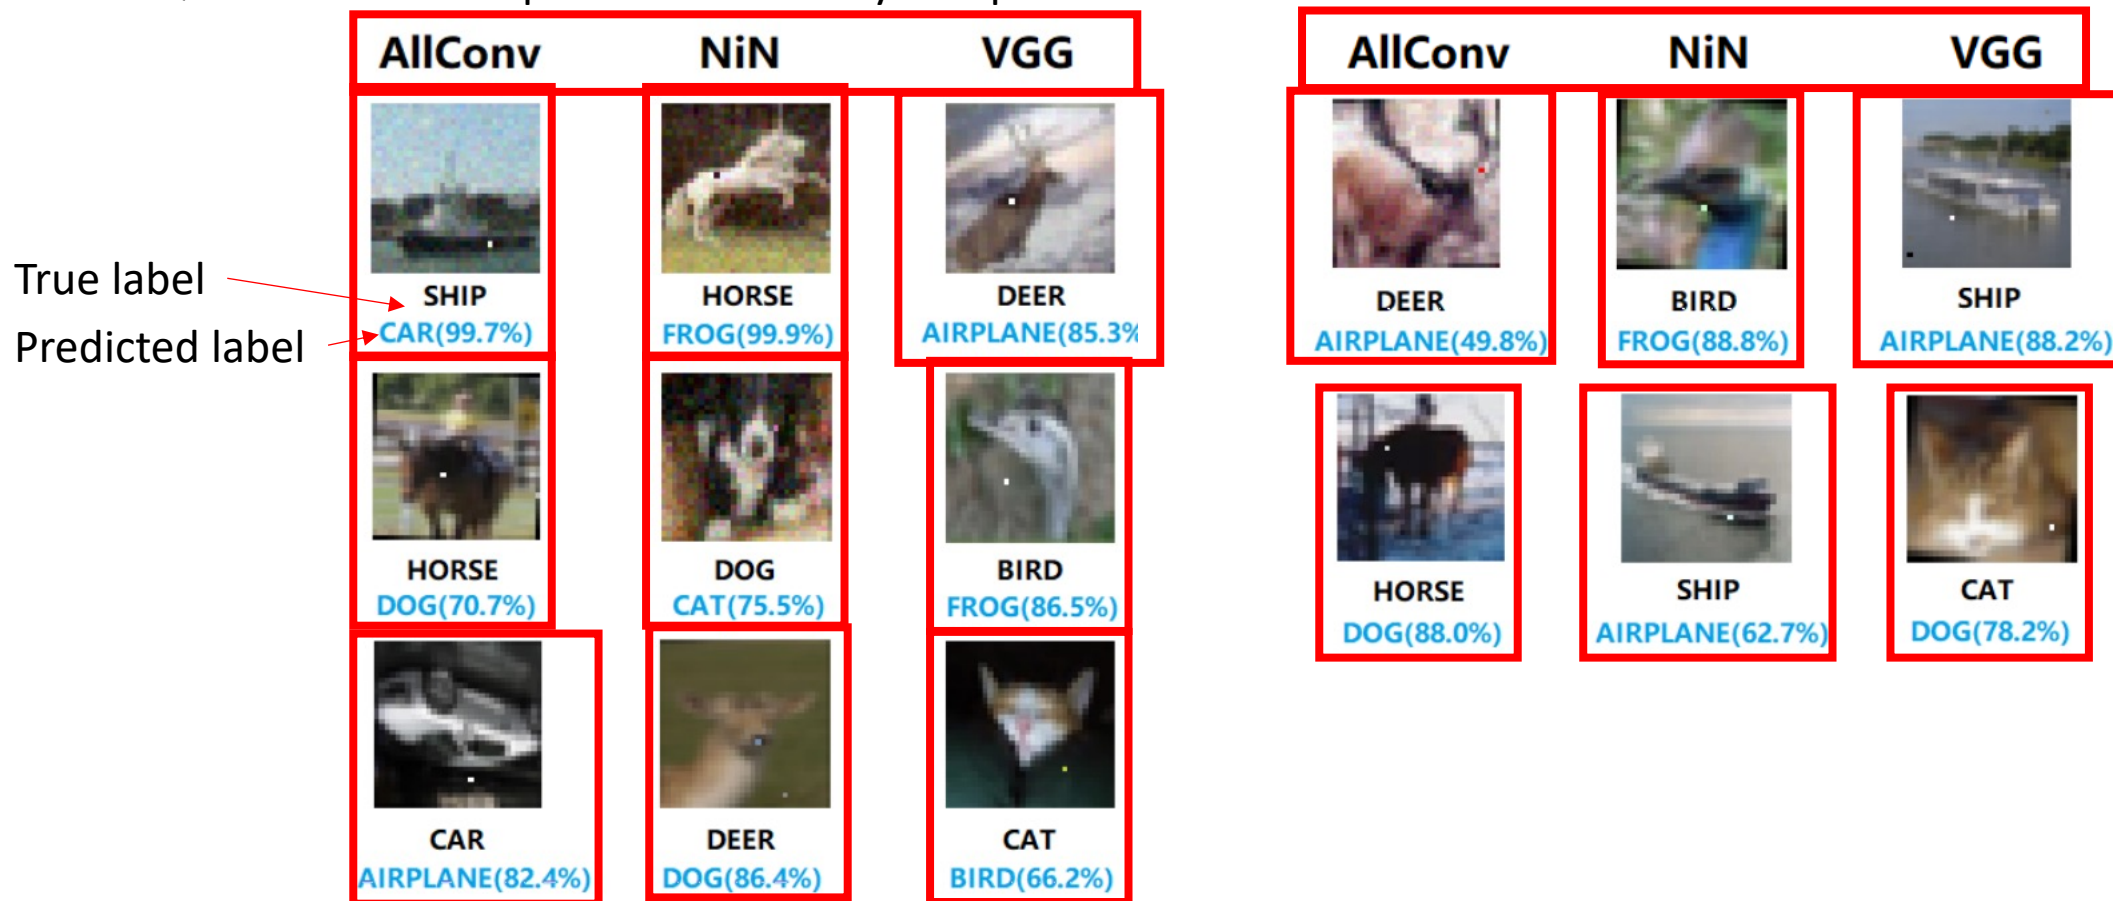 AllConv NiN VGG
SHIP HORSE DEER
CAR(99.7%) FROG(99.9%) AIRPLANE(85.3%
HORSE DOG BIRD
DOG(70.7%) CAT(75.5%) FROG(86.5%)
CAR DEER CAT
AIRPLANE(82.4%) DOG(86.4%) BIRD(66.2%)
True label
Predicted label
AllConv NiN VGG
DEER BIRD SHIP
AIRPLANE(49.8%) FROG(88.8%) AIRPLANE(88.2%)
HORSE SHIP CAT
DOG(88.0%) AIRPLANE(62.7%) DOG(78.2%)